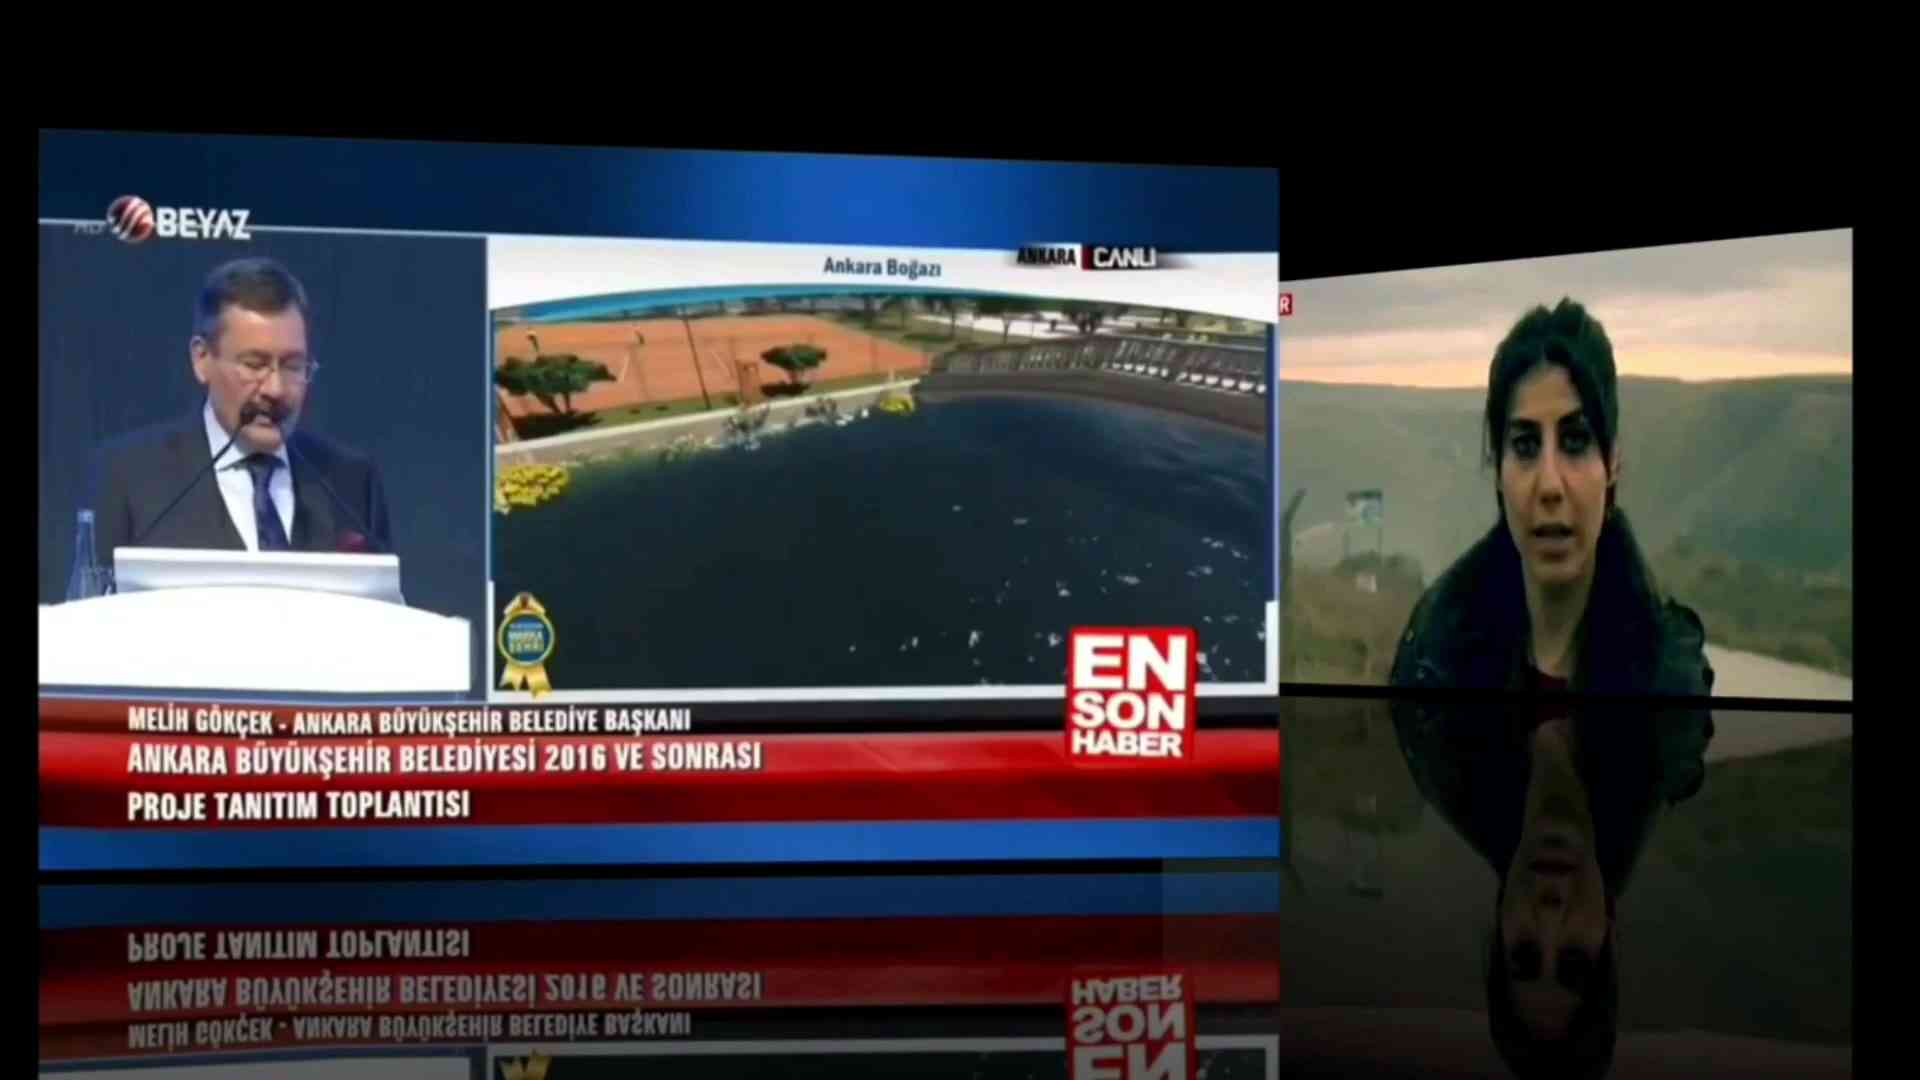 BEYAZ
Ankara Boğazı
ANKARA CANLI
R
EN
SON
HABER
MELİH GÖKÇEK - ANKARA BÜYÜKŞEHİR BELEDİYE BAŞKANI
ANKARA BÜYÜKŞEHİR BELEDİYESİ 2016 VE SONRASI
PROJE TANITIM TOPLANTISI